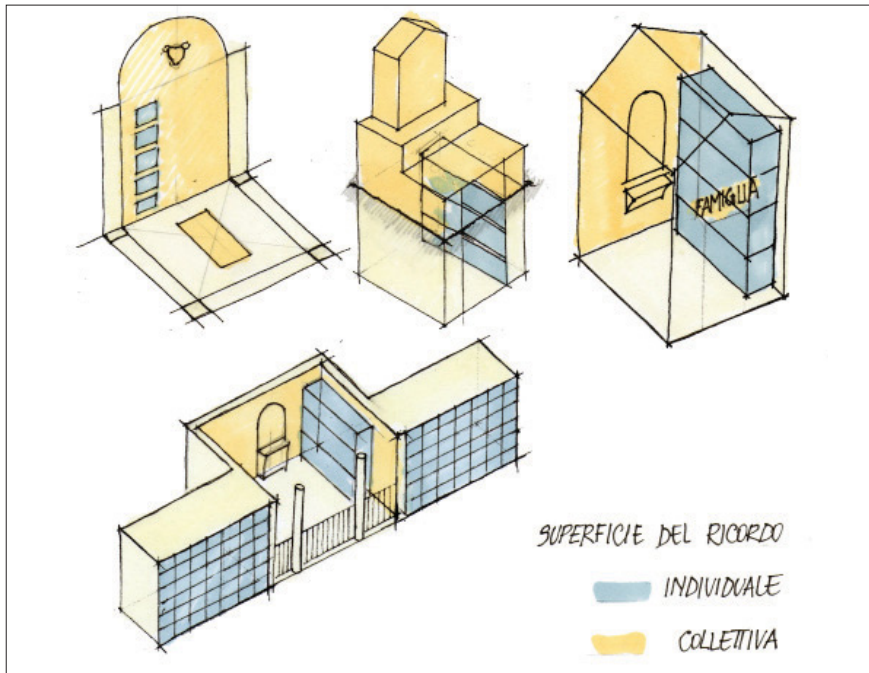 FAMIGLIA
SUPERFICIE DEL RICORDO
INDIVIDUALE
COLLETTIVA